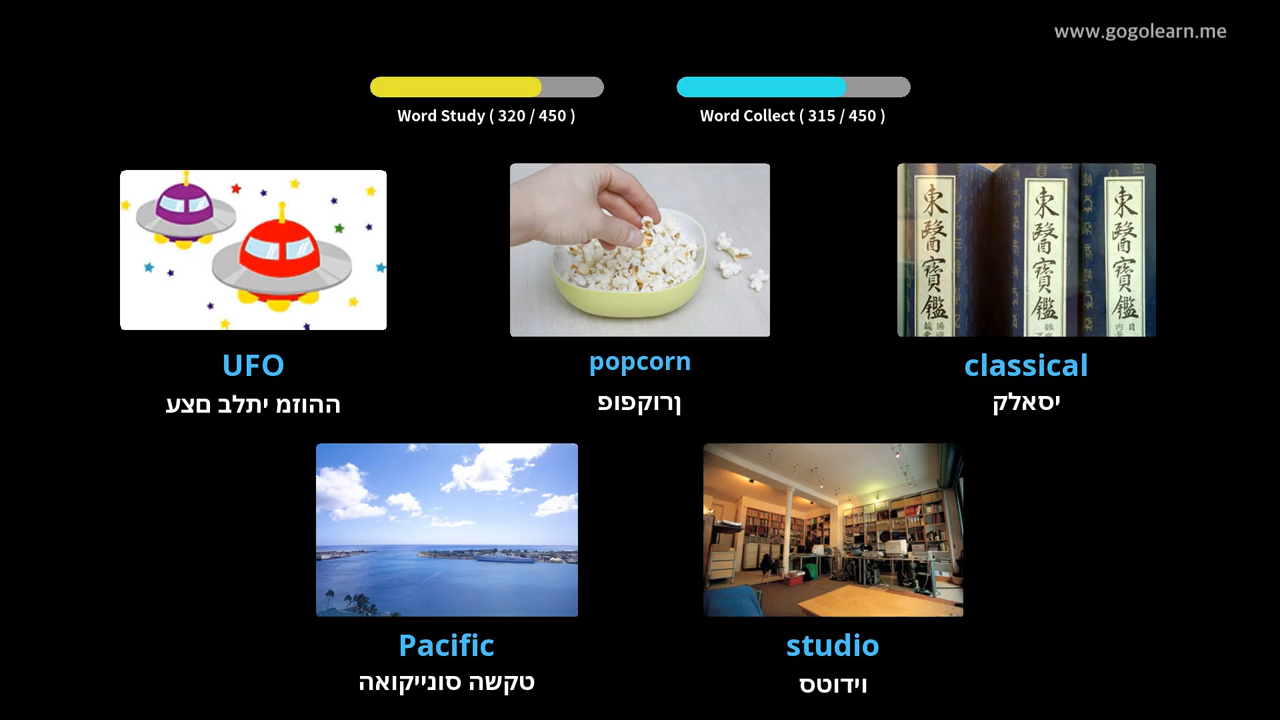 www.gogolearn.me
Word Study ( 320 / 450 )
Word Collect ( 315 / 450 )
東醫寶鑑
東醫寶鑑
東醫寶鑑
UFO
ההוזמ יתלב םצע
popcorn
ןרוקפופ
classical
יסאלק
Pacific
טקשה סונייקואה
studio
וידוטס